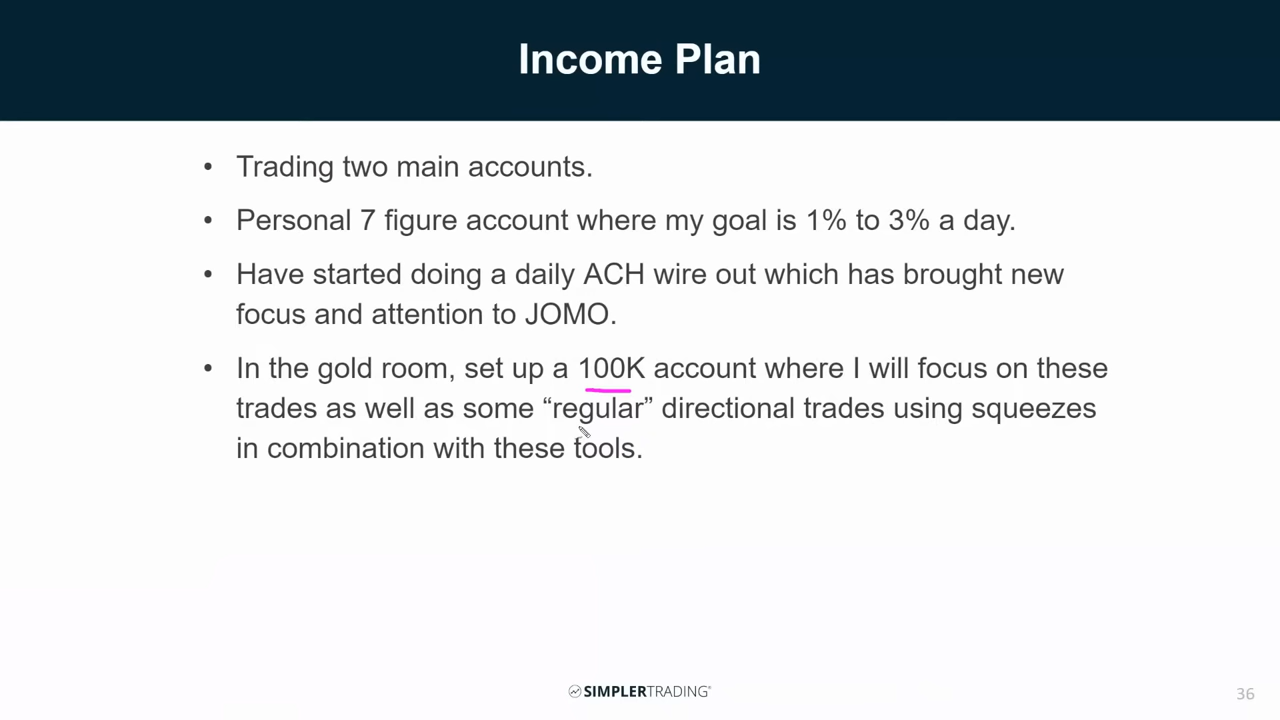 Income Plan
• Trading two main accounts.
• Personal 7 figure account where my goal is 1% to 3% a day.
• Have started doing a daily ACH wire out which has brought new
focus and attention to JOMO.
• In the gold room, set up a 100K account where I will focus on these
trades as well as some “regular” directional trades using squeezes
in combination with these tools.
SIMPLERTRADING®
36